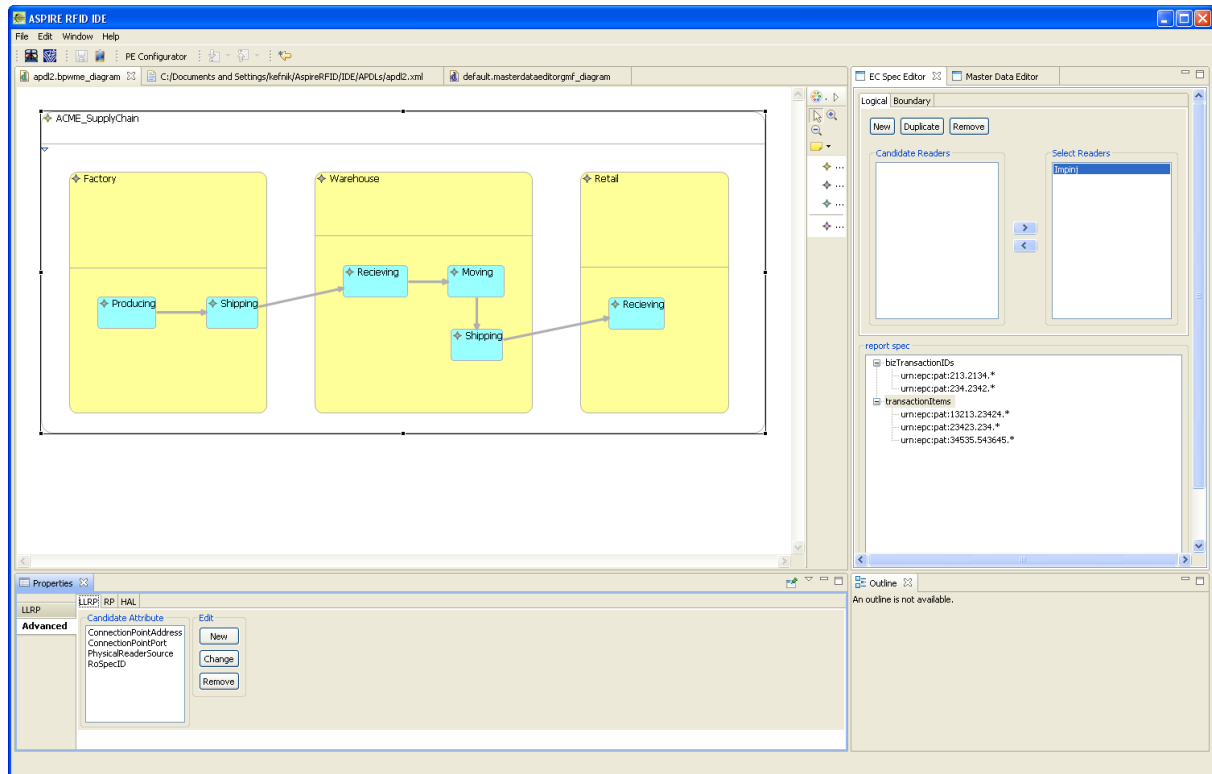 ASPIRE RFID IDE
File Edit Window Help
PE Configurator
apdl2.bpwme_diagram C:/Documents and Settings/kefnik/AspireRFID/IDE/APDLs/apdl2.xml default.masterdataeditorgmf_diagram
ACME_SupplyChain
Factory
Warehouse
Retail
Producing
Shipping
Recieving
Moving
Shipping
Recieving
...
...
...
...
EC Spec Editor Master Data Editor
Logical Boundary
New Duplicate Remove
Candidate Readers
Select Readers
Impinj
>
<
report spec
bizTransactionIDs
urn:epc:pat:213.2134.*
urn:epc:pat:234.2342.*
transactionItems
urn:epc:pat:13213.23424.*
urn:epc:pat:23423.234.*
urn:epc:pat:34535.543645.*
Properties
LLRP
Advanced
LLRP RP HAL
Candidate Attribute
ConnectionPointAddress
ConnectionPointPort
PhysicalReaderSource
RoSpecID
Edit
New
Change
Remove
Outline
An outline is not available.